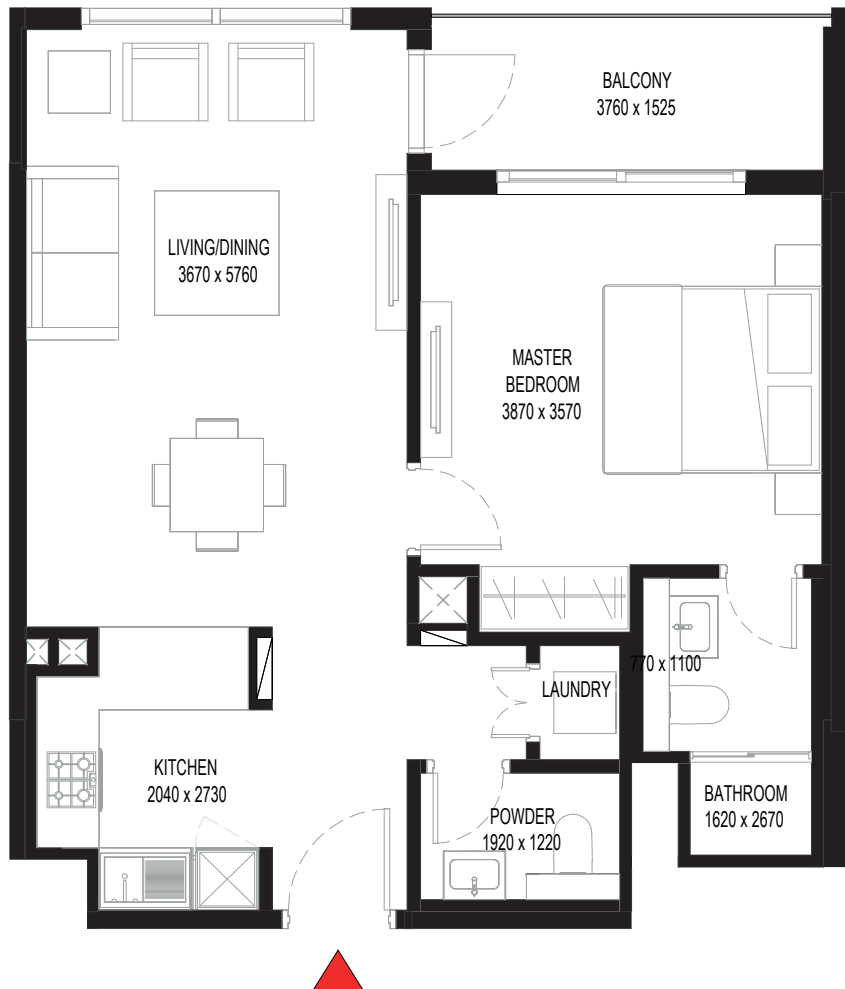 BALCONY
3760 x 1525
LIVING/DINING
3670 x 5760
MASTER
BEDROOM
3870 x 3570
770 x 1100
LAUNDRY
KITCHEN
2040 x 2730
POWDER
1920 x 1220
BATHROOM
1620 x 2670